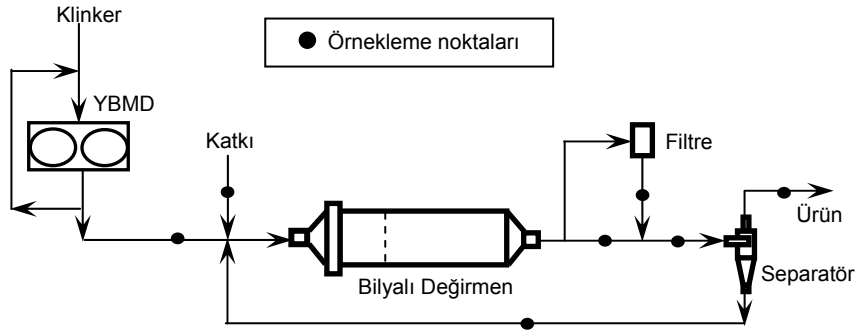 Klinker
Örnekleme noktaları
YBMD
Katkı
Filtre
Ürün
Separatör
Bilyalı Değirmen